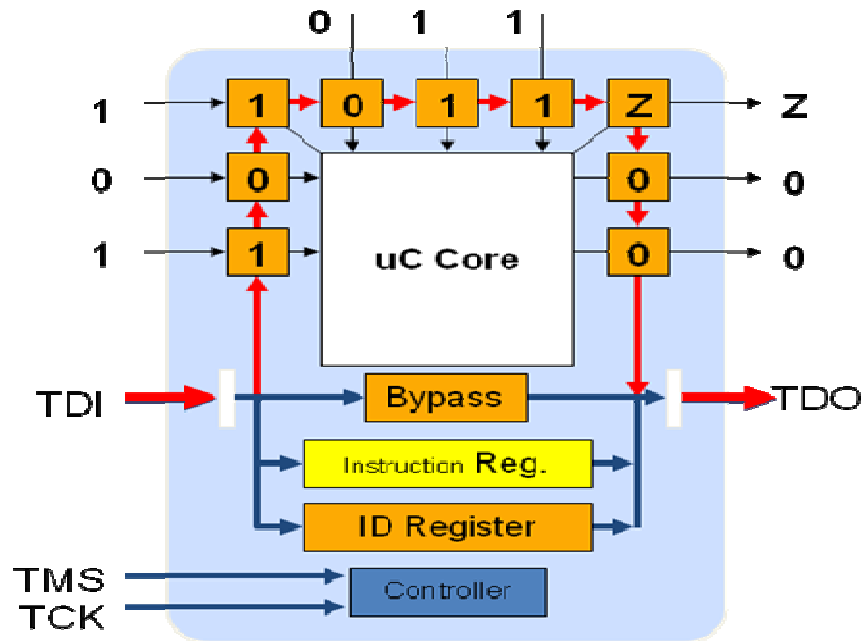 0 1 1
1 1 0 1 1 Z Z
0 0 0 0
1 1 uC Core 0 0
TDI Bypass TDO
Instruction Reg.
ID Register
TMS Controller
TCK